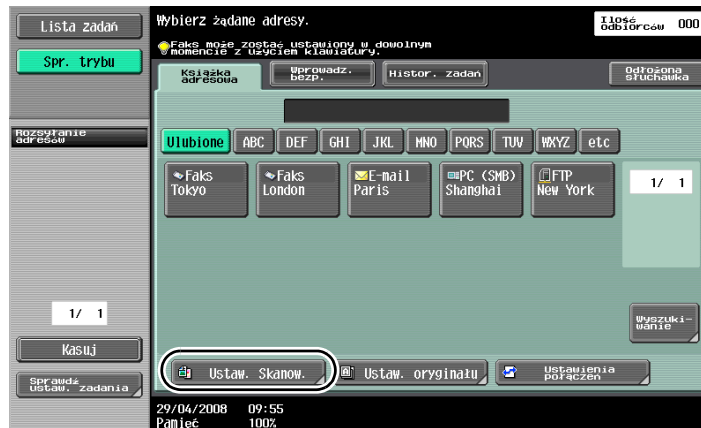 Lista zadań
Spr. trybu
Rozsyłanie
adresów
1/ 1
Kasuj
Sprawdź
ustaw. zadania
Wybierz żądane adresy.
Ilość
odbiorców 000
Faks może zostać ustawiony w dowolnym
momencie z użyciem klawiatury.
Książka
adresowa
Wprowadz.
bezp.
Histor. zadań
Odłożona
słuchawka
Ulubione ABC DEF GHI JKL MNO PQRS TUV WXYZ etc
Faks
Tokyo
Faks
London
E-mail
Paris
PC (SMB)
Shanghai
FTP
New York
1/ 1
Wyszuki-
wanie
Ustaw. Skanow.
Ustaw. oryginału
Ustawienia
połączeń
29/04/2008 09:55
Pamięć 100%